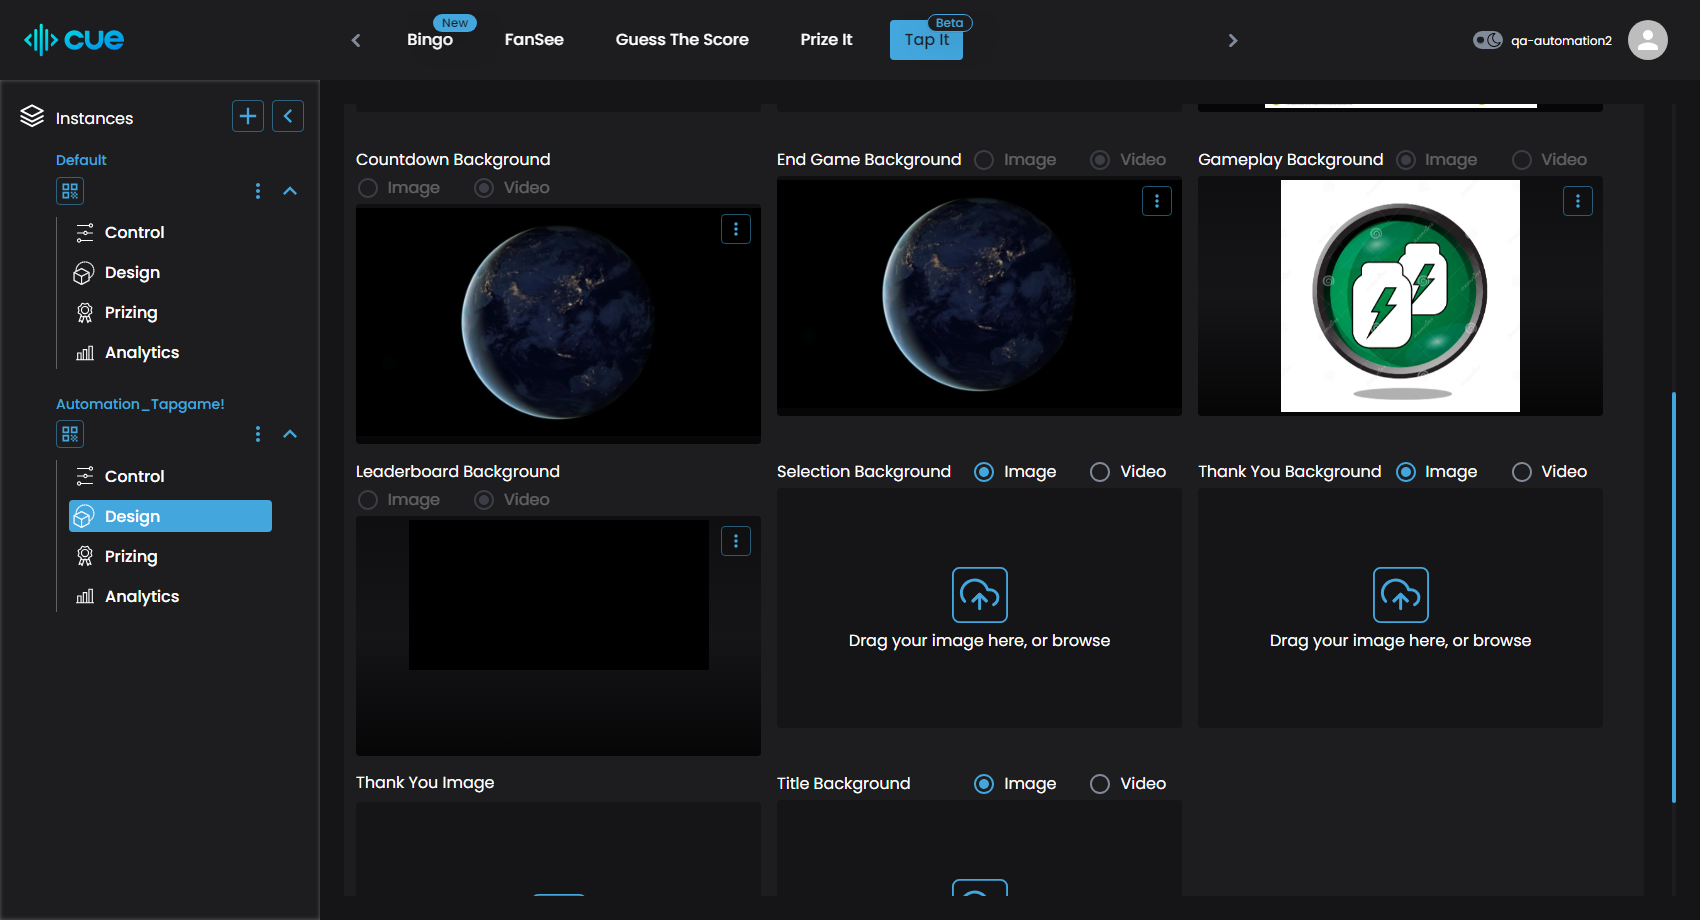 cue
New
Bingo
FanSee
Guess The Score
Prize It
Beta
Tap It
qa-automation2
Instances
Default
Control
Design
Prizing
Analytics
Automation_Tapgame!
Control
Design
Prizing
Analytics
Countdown Background
Image
Video
End Game Background
Image
Video
Gameplay Background
Image
Video
Leaderboard Background
Image
Video
Selection Background
Image
Video
Drag your image here, or browse
Thank You Background
Image
Video
Drag your image here, or browse
Thank You Image
Title Background
Image
Video